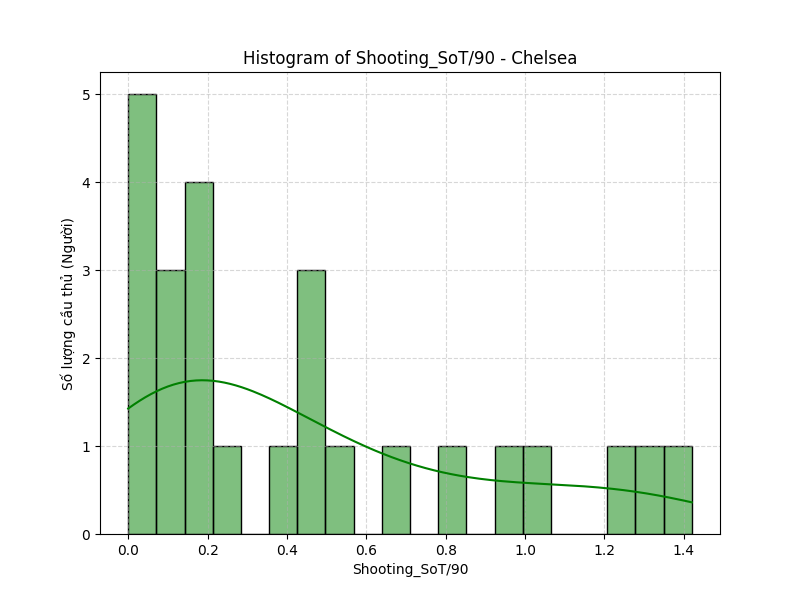 Histogram of Shooting_SoT/90 - Chelsea
Số lượng cầu thủ (Người)
5
4
3
2
1
0
0.0 0.2 0.4 0.6 0.8 1.0 1.2 1.4
Shooting_SoT/90